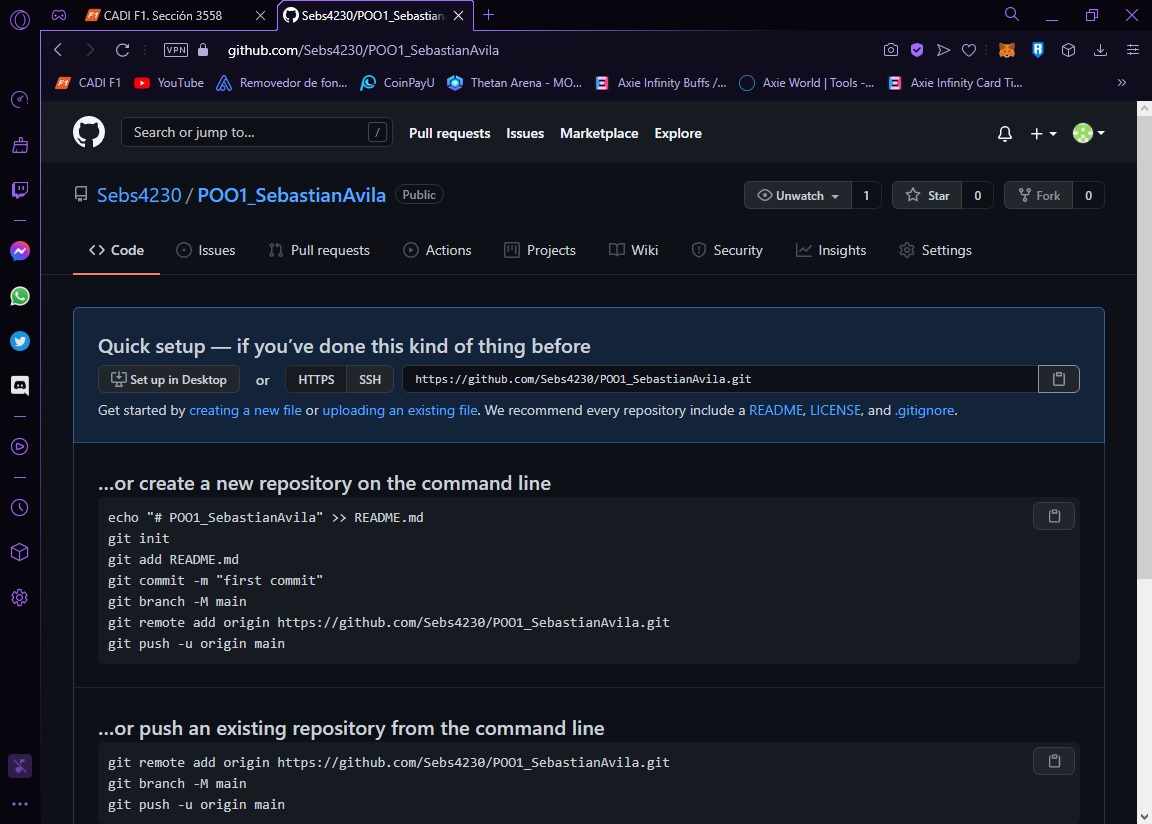 CADI F1. Sección 3558
Sebs4230/POO1_Sebastian
VPN
github.com/Sebs4230/POO1_SebastianAvila
CADI F1 YouTube Removedor de fon... CoinPayU Thetan Arena - MO... Axie Infinity Buffs /... Axie World | Tools -... Axie Infinity Card Ti... »
Search or jump to... / Pull requests Issues Marketplace Explore
Sebs4230 / POO1_SebastianAvila Public Unwatch 1 Star 0 Fork 0
Code Issues Pull requests Actions Projects Wiki Security Insights Settings
Quick setup — if you’ve done this kind of thing before
Set up in Desktop or HTTPS SSH https://github.com/Sebs4230/POO1_SebastianAvila.git
Get started by creating a new file or uploading an existing file. We recommend every repository include a README, LICENSE, and .gitignore.
…or create a new repository on the command line
echo "# POO1_SebastianAvila" >> README.md
git init
git add README.md
git commit -m "first commit"
git branch -M main
git remote add origin https://github.com/Sebs4230/POO1_SebastianAvila.git
git push -u origin main
…or push an existing repository from the command line
git remote add origin https://github.com/Sebs4230/POO1_SebastianAvila.git
git branch -M main
git push -u origin main